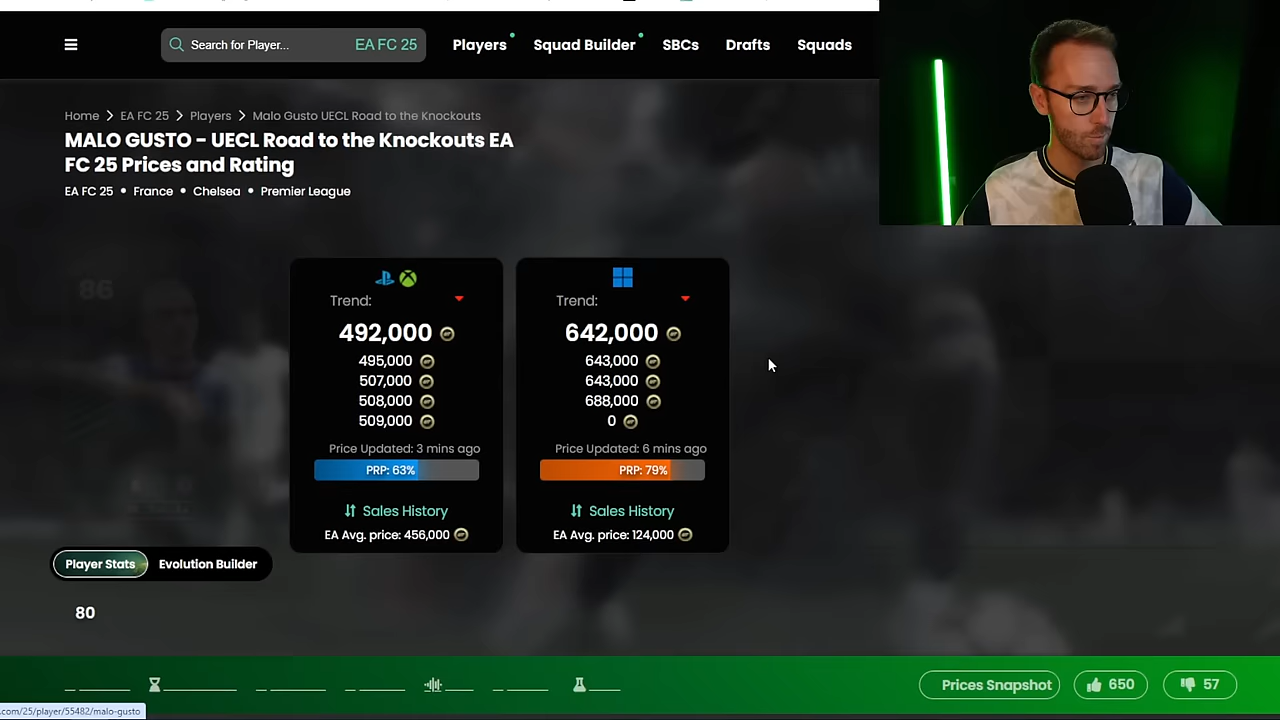 Search for Player... EA FC 25 Players Squad Builder SBCs Drafts Squads
Home EA FC 25 Players Malo Gusto UECL Road to the Knockouts
MALO GUSTO - UECL Road to the Knockouts EA
FC 25 Prices and Rating
EA FC 25 • France • Chelsea • Premier League
86
Trend:
492,000
495,000
507,000
508,000
509,000
Price Updated: 3 mins ago
PRP: 63%
Sales History
EA Avg. price: 456,000
Trend:
642,000
643,000
643,000
688,000
0
Price Updated: 6 mins ago
PRP: 79%
Sales History
EA Avg. price: 124,000
Player Stats Evolution Builder
80
Prices Snapshot 650 57
.com/25/player/55482/malo-gusto